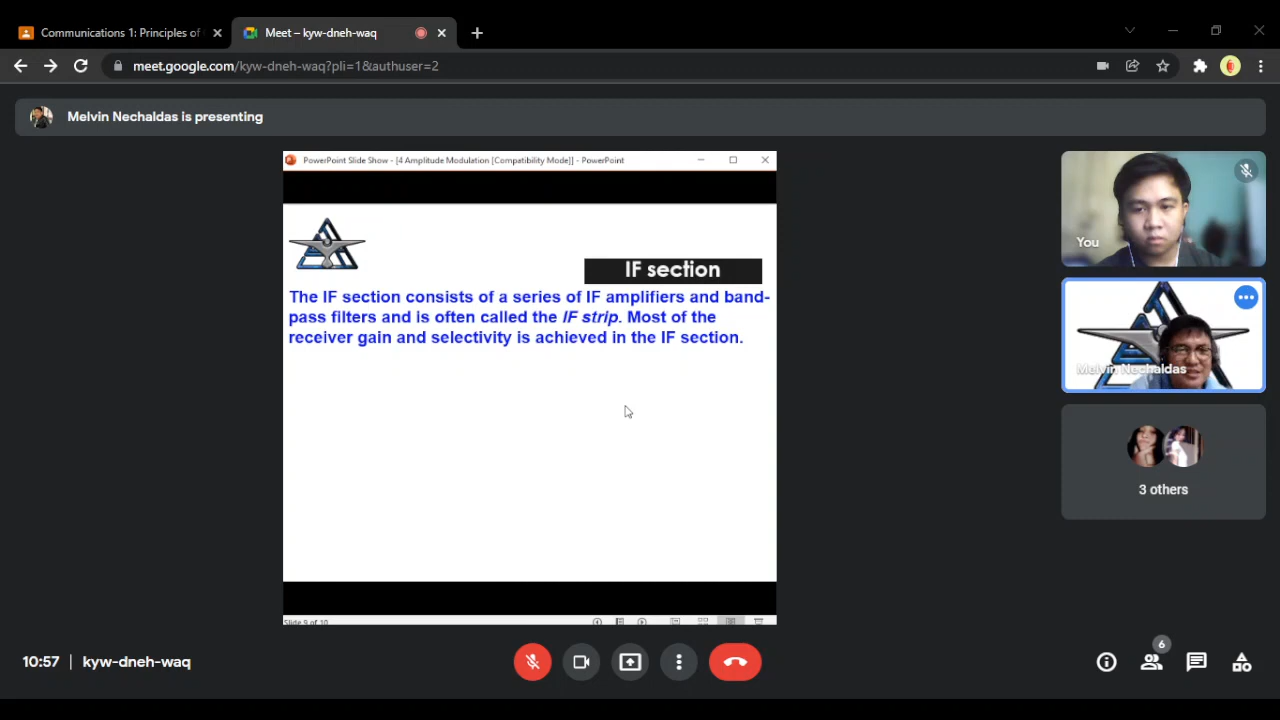 Communications 1: Principles of
Meet – kyw-dneh-waq
meet.google.com/kyw-dneh-waq?pli=1&authuser=2
Melvin Nechaldas is presenting
PowerPoint Slide Show - [4 Amplitude Modulation [Compatibility Mode]] - PowerPoint
IF section
The IF section consists of a series of IF amplifiers and band-
pass filters and is often called the IF strip. Most of the
receiver gain and selectivity is achieved in the IF section.
Slide 9 of 10
You
Melvin Nechaldas
3 others
10:57 | kyw-dneh-waq
6